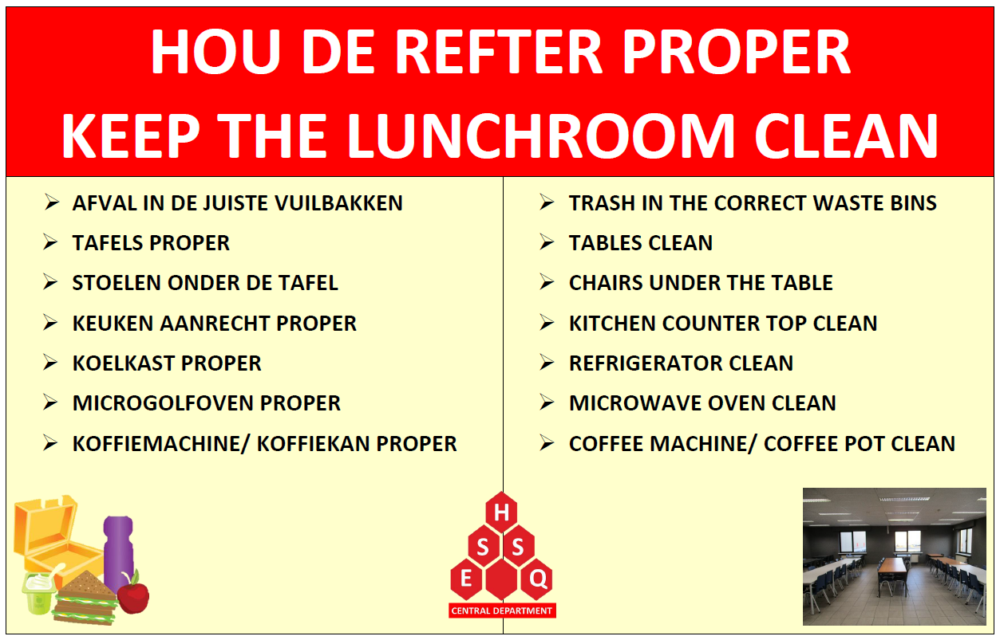 HOU DE REFTER PROPER
KEEP THE LUNCHROOM CLEAN
AFVAL IN DE JUISTE VUILBAKKEN
TAFELS PROPER
STOELEN ONDER DE TAFEL
KEUKEN AANRECHT PROPER
KOELKAST PROPER
MICROGOLFOVEN PROPER
KOFFIEMACHINE/ KOFFIEKAN PROPER
TRASH IN THE CORRECT WASTE BINS
TABLES CLEAN
CHAIRS UNDER THE TABLE
KITCHEN COUNTER TOP CLEAN
REFRIGERATOR CLEAN
MICROWAVE OVEN CLEAN
COFFEE MACHINE/ COFFEE POT CLEAN
H
S S
E Q
CENTRAL DEPARTMENT